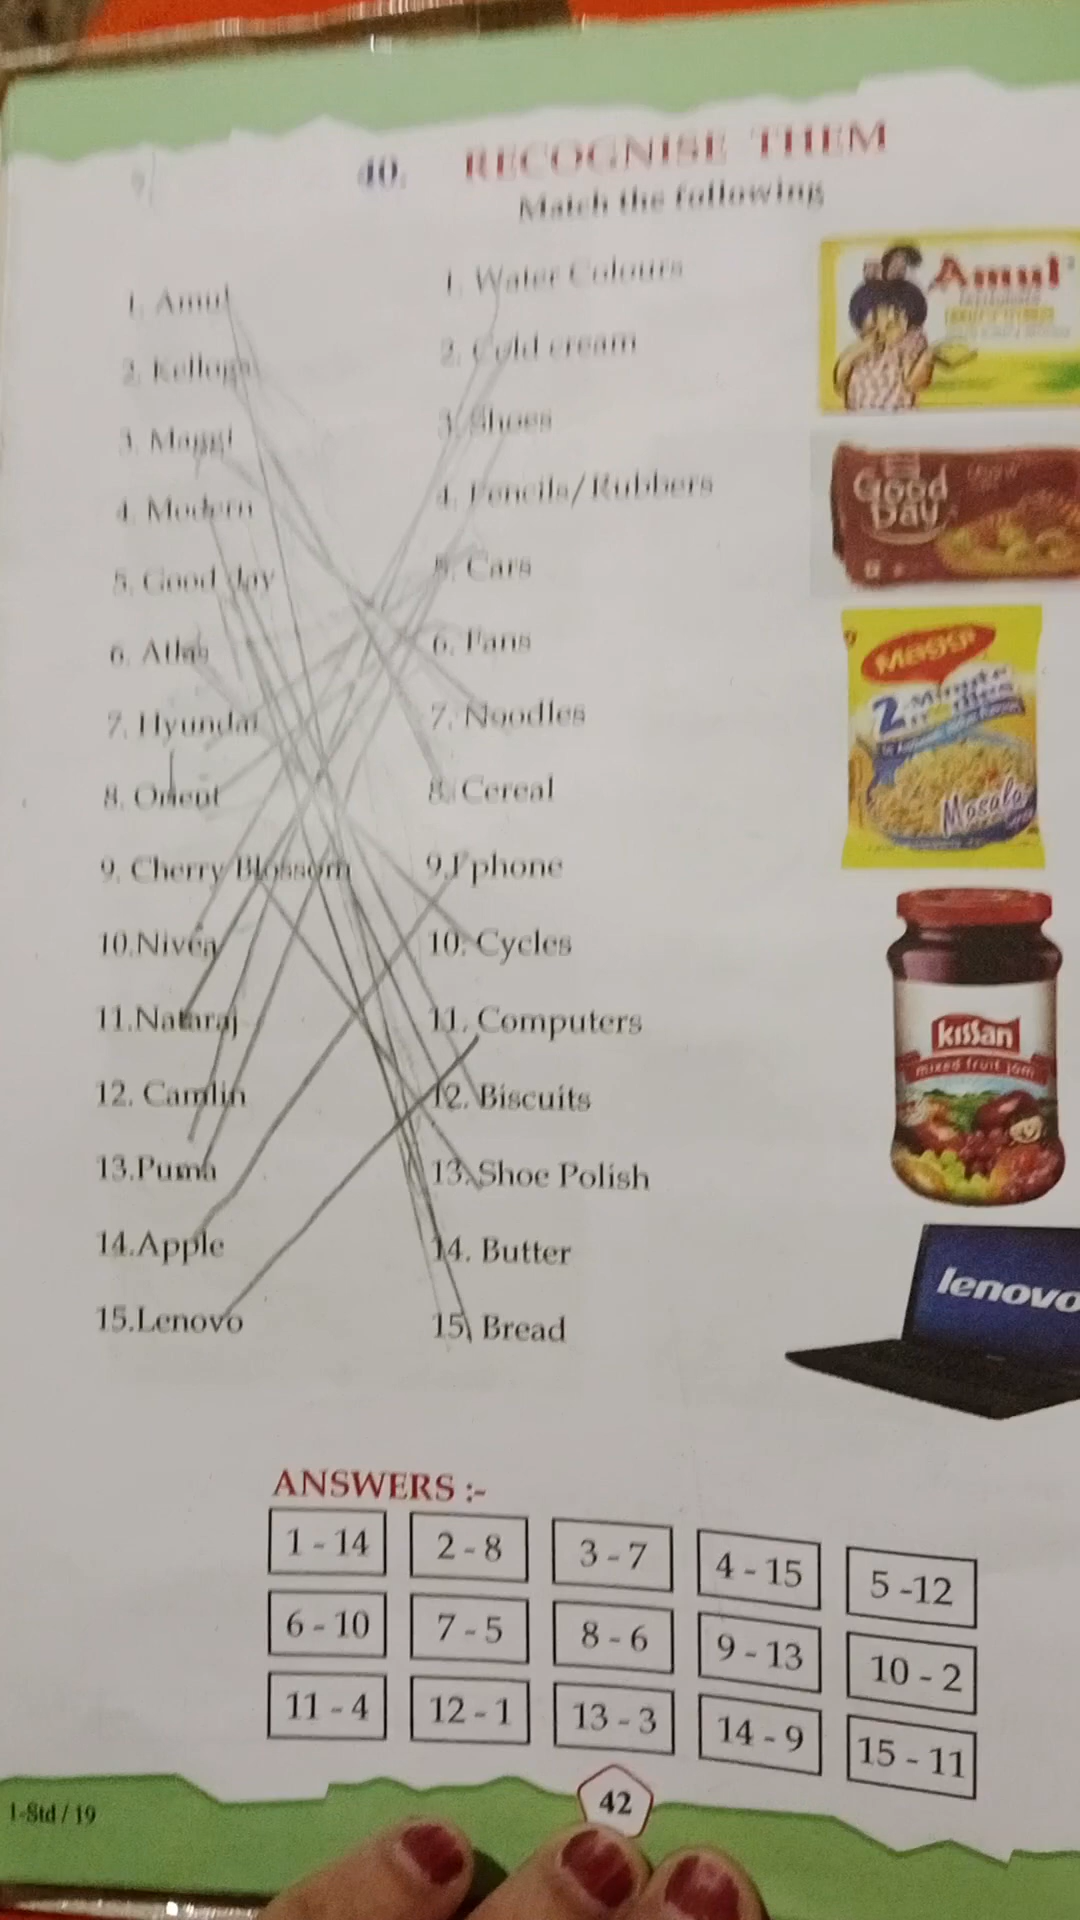 40. RECOGNISE THEM
Match the following
1. Amul
2. Kellogs
3. Maggi
4. Modern
5. Good day
6. Atlas
7. Hyundai
8. Orient
9. Cherry Blossom
10.Nivea
11.Nataraj
12. Camlin
13.Puma
14.Apple
15.Lenovo
1. Water Colours
2. Cold cream
3. Shoes
4. Pencils/Rubbers
5. Cars
6. Fans
7. Noodles
8. Cereal
9.I phone
10. Cycles
11. Computers
12. Biscuits
13. Shoe Polish
14. Butter
15. Bread
Amul
Good
Day
Maggi
2-Minute
Noodles
Masala
kissan
mixed fruit jam
lenovo
ANSWERS :-
1 - 14 2 - 8 3 - 7 4 - 15 5 -12
6 - 10 7 - 5 8 - 6 9 - 13 10 - 2
11 - 4 12 - 1 13 - 3 14 - 9 15 - 11
42
1-Std / 19